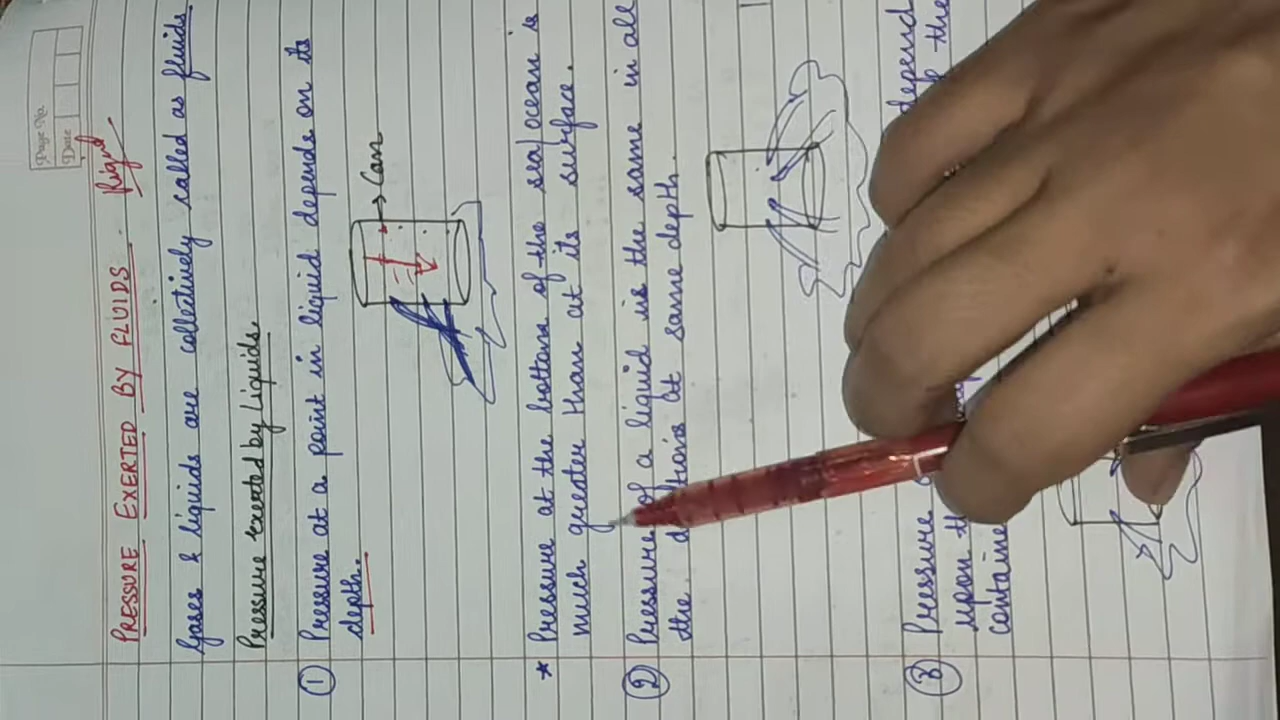 Page No.
Date
PRESSURE EXERTED BY FLUIDS.
Gases & liquids are collectively called as fluids
Pressure exerted by Liquids.
① Pressure at a point in liquid depends on its
depth.
→ Can
* Pressure at the bottom of the sea/ocean is
much greater than at its surface.
② Pressure of a liquid is the same in all
the at same depth.
③ Pressure depend
upon the